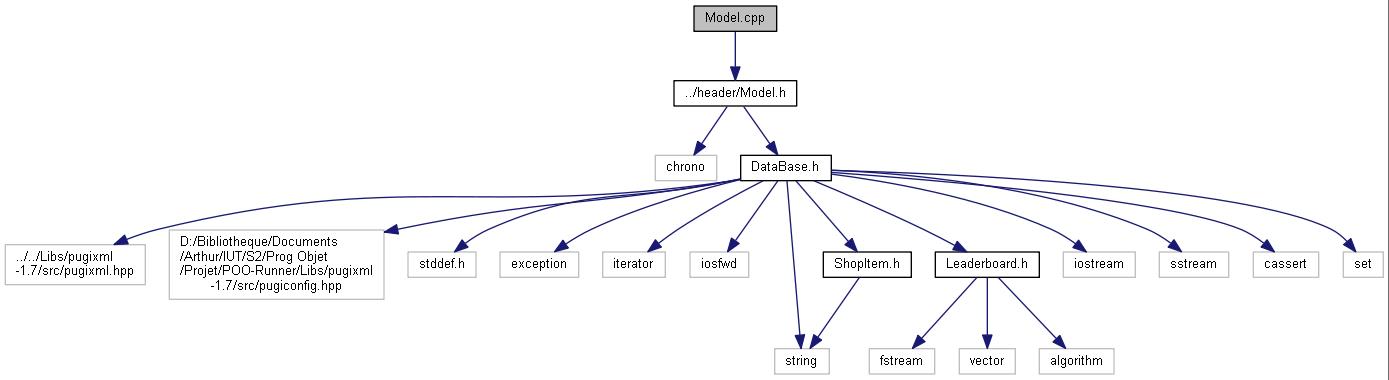 Model.cpp
../header/Model.h
chrono
DataBase.h
../../Libs/pugixml
-1.7/src/pugixml.hpp
D:/Bibliotheque/Documents
/Arthur/IUT/S2/Prog Objet
/Projet/POO-Runner/Libs/pugixml
-1.7/src/pugiconfig.hpp
stddef.h
exception
iterator
iosfwd
ShopItem.h
Leaderboard.h
iostream
sstream
cassert
set
string
fstream
vector
algorithm